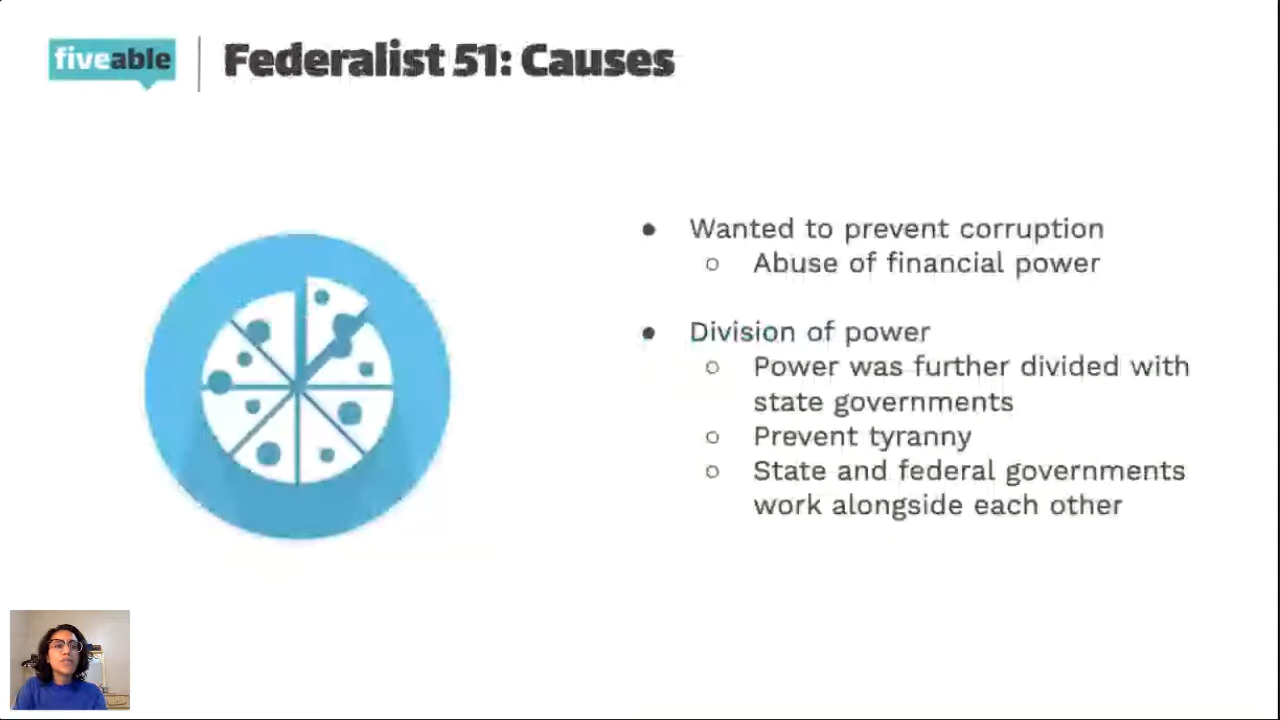 fiveable
Federalist 51: Causes
● Wanted to prevent corruption
○ Abuse of financial power
● Division of power
○ Power was further divided with
state governments
○ Prevent tyranny
○ State and federal governments
work alongside each other